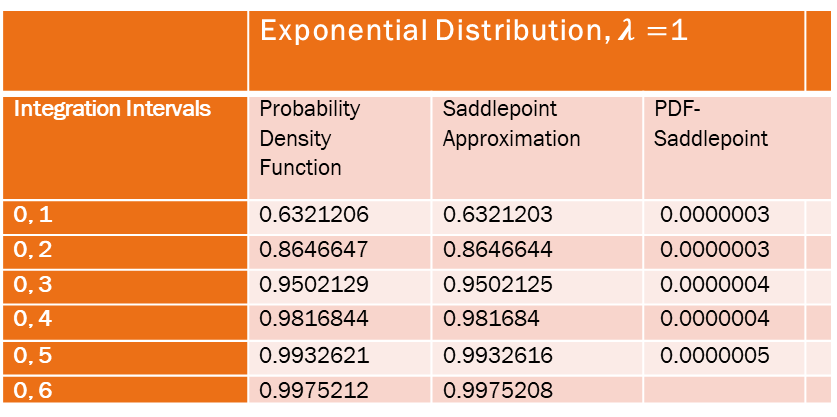 Exponential Distribution, λ =1
Integration Intervals Probability Density Function Saddlepoint Approximation PDF-Saddlepoint
0, 1 0.6321206 0.6321203 0.0000003
0, 2 0.8646647 0.8646644 0.0000003
0, 3 0.9502129 0.9502125 0.0000004
0, 4 0.9816844 0.981684 0.0000004
0, 5 0.9932621 0.9932616 0.0000005
0, 6 0.9975212 0.9975208